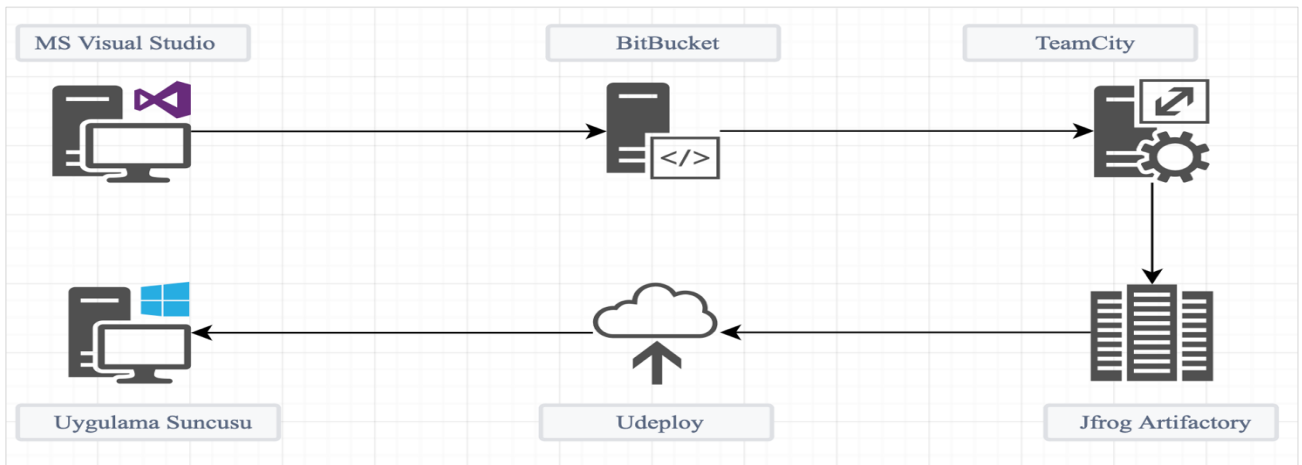 MS Visual Studio
BitBucket
TeamCity
</>
Uygulama Suncusu
Udeploy
Jfrog Artifactory